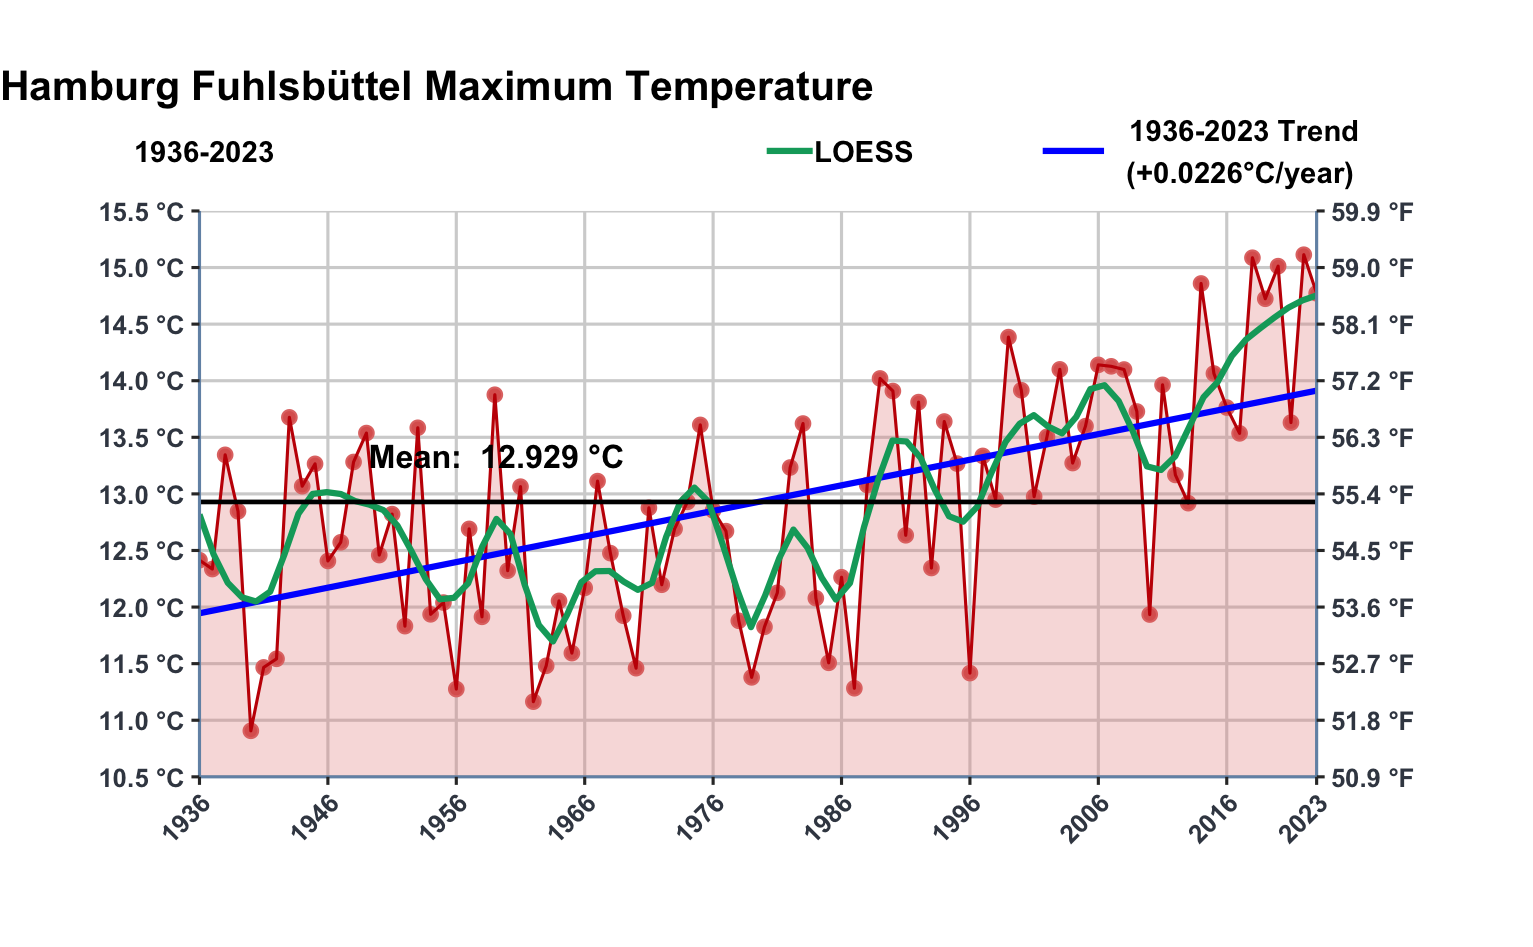 Hamburg Fuhlsbüttel Maximum Temperature
1936-2023
LOESS
1936-2023 Trend
(+0.0226°C/year)
15.5 °C
15.0 °C
14.5 °C
14.0 °C
13.5 °C
13.0 °C
12.5 °C
12.0 °C
11.5 °C
11.0 °C
10.5 °C
Mean:  12.929 °C
59.9 °F
59.0 °F
58.1 °F
57.2 °F
56.3 °F
55.4 °F
54.5 °F
53.6 °F
52.7 °F
51.8 °F
50.9 °F
1936
1946
1956
1966
1976
1986
1996
2006
2016
2023